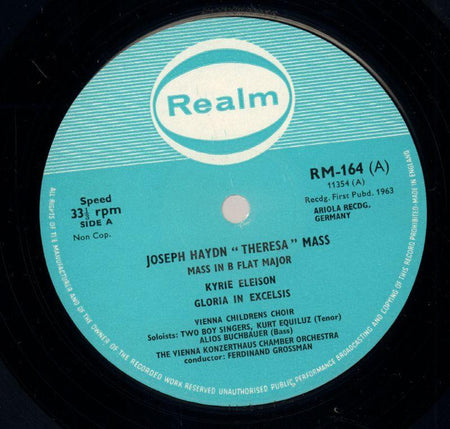 Realm
RM-164 (A)
11354 (A)
Recdg. First Pubd. 1963
ARIOLA RECDG.
GERMANY
Speed
33⅓ rpm
SIDE A
Non Cop.
JOSEPH HAYDN "THERESA" MASS
MASS IN B FLAT MAJOR
KYRIE ELEISON
GLORIA IN EXCELSIS
VIENNA CHILDRENS CHOIR
Soloists: TWO BOY SINGERS, KURT EQUILUZ (Tenor)
ALIOS BUCHBAUER (Bass)
THE VIENNA KONZERTHAUS CHAMBER ORCHESTRA
conductor: FERDINAND GROSSMAN
ALL RIGHTS OF THE MANUFACTURER AND OF THE OWNER OF THE RECORDED WORK RESERVED UNAUTHORISED PUBLIC PERFORMANCE BROADCASTING AND COPYING OF THIS RECORD PROHIBITED-MADE IN ENGLAND